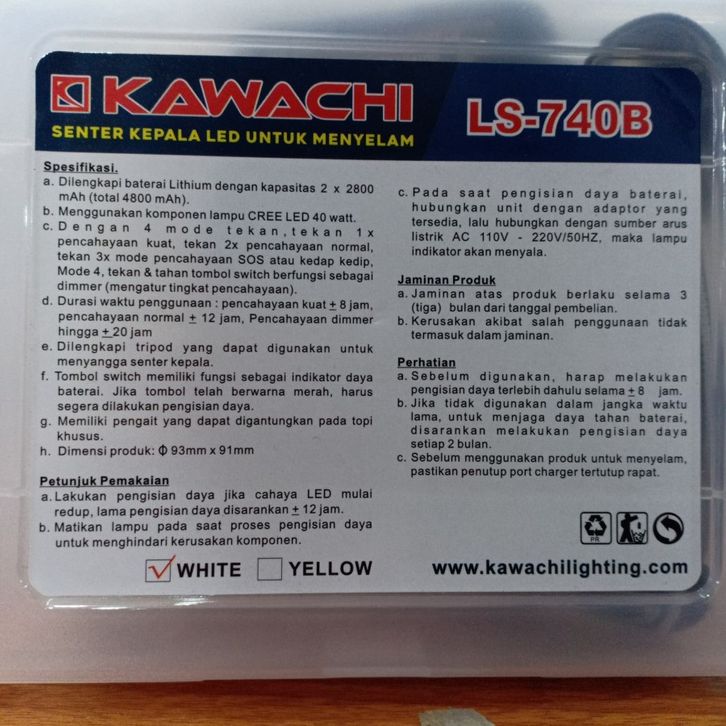 KAWACHI
SENTER KEPALA LED UNTUK MENYELAM
LS-740B
Spesifikasi.
a. Dilengkapi baterai Lithium dengan kapasitas 2 x 2800
mAh (total 4800 mAh).
b. Menggunakan komponen lampu CREE LED 40 watt.
c. Dengan 4 mode tekan,tekan 1x
pencahayaan kuat, tekan 2x pencahayaan normal,
tekan 3x mode pencahayaan SOS atau kedap kedip,
Mode 4, tekan & tahan tombol switch berfungsi sebagai
dimmer (mengatur tingkat pencahayaan).
d. Durasi waktu penggunaan : pencahayaan kuat ± 8 jam,
pencahayaan normal ± 12 jam, Pencahayaan dimmer
hingga ± 20 jam
e. Dilengkapi tripod yang dapat digunakan untuk
menyangga senter kepala.
f. Tombol switch memiliki fungsi sebagai indikator daya
baterai. Jika tombol telah berwarna merah, harus
segera dilakukan pengisian daya.
g. Memiliki pengait yang dapat digantungkan pada topi
khusus.
h. Dimensi produk: Φ 93mm x 91mm
Petunjuk Pemakaian
a. Lakukan pengisian daya jika cahaya LED mulai
redup, lama pengisian daya disarankan ± 12 jam.
b. Matikan lampu pada saat proses pengisian daya
untuk menghindari kerusakan komponen.
WHITE YELLOW
c. Pada saat pengisian daya baterai,
hubungkan unit dengan adaptor yang
tersedia, lalu hubungkan dengan sumber arus
listrik AC 110V - 220V/50HZ, maka lampu
indikator akan menyala.
Jaminan Produk
a. Jaminan atas produk berlaku selama 3
(tiga) bulan dari tanggal pembelian.
b. Kerusakan akibat salah penggunaan tidak
termasuk dalam jaminan.
Perhatian
a. Sebelum digunakan, harap melakukan
pengisian daya terlebih dahulu selama ± 8 jam.
b. Jika tidak digunakan dalam jangka waktu
lama, untuk menjaga daya tahan baterai,
disarankan melakukan pengisian daya
setiap 2 bulan.
c. Sebelum menggunakan produk untuk menyelam,
pastikan penutup port charger tertutup rapat.
PR
www.kawachilighting.com